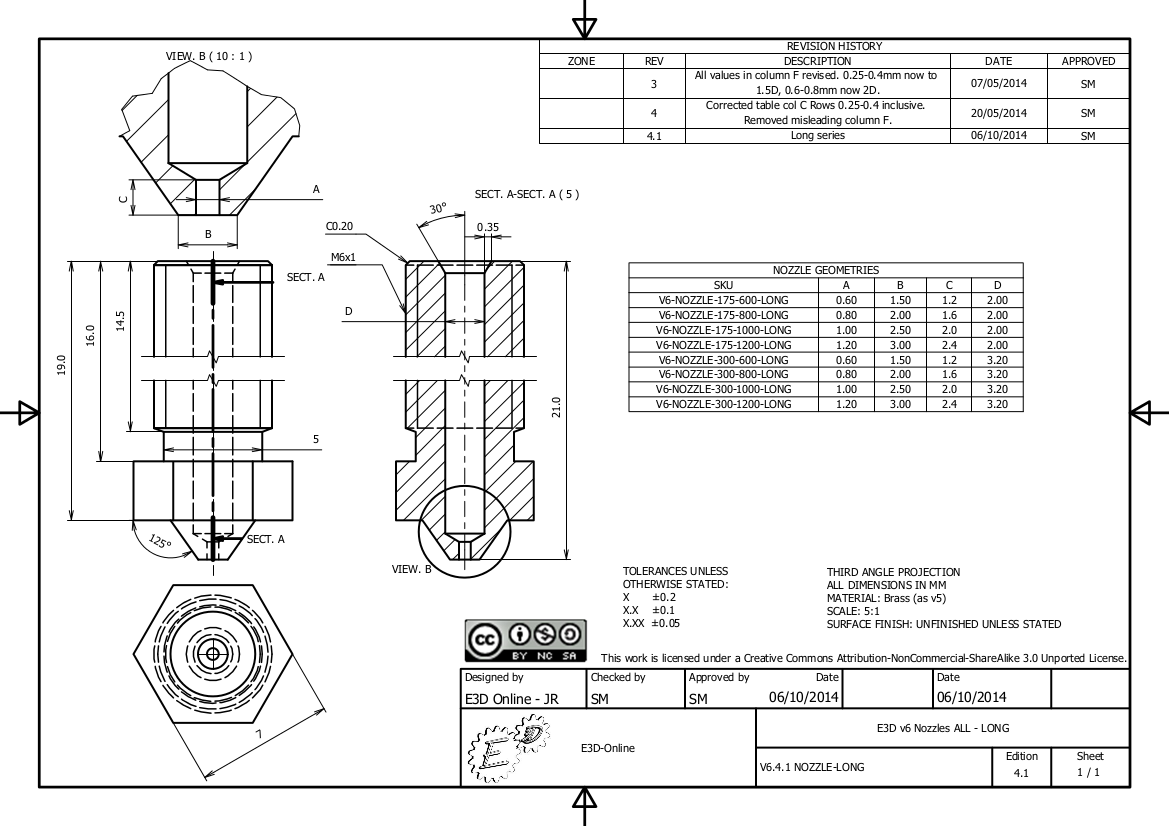 VIEW. B ( 10 : 1 )
REVISION HISTORY
ZONE REV DESCRIPTION DATE APPROVED
3 All values in column F revised. 0.25-0.4mm now to 07/05/2014 SM
1.5D, 0.6-0.8mm now 2D.
4 Corrected table col C Rows 0.25-0.4 inclusive. 20/05/2014 SM
Removed misleading column F.
4.1 Long series 06/10/2014 SM
A
C
B
SECT. A-SECT. A ( 5 )
30°
0.35
C0.20
M6x1
D
SECT. A
14.5
16.0
19.0
21.0
5
125°
SECT. A
VIEW. B
7
NOZZLE GEOMETRIES
SKU A B C D
V6-NOZZLE-175-600-LONG 0.60 1.50 1.2 2.00
V6-NOZZLE-175-800-LONG 0.80 2.00 1.6 2.00
V6-NOZZLE-175-1000-LONG 1.00 2.50 2.0 2.00
V6-NOZZLE-175-1200-LONG 1.20 3.00 2.4 2.00
V6-NOZZLE-300-600-LONG 0.60 1.50 1.2 3.20
V6-NOZZLE-300-800-LONG 0.80 2.00 1.6 3.20
V6-NOZZLE-300-1000-LONG 1.00 2.50 2.0 3.20
V6-NOZZLE-300-1200-LONG 1.20 3.00 2.4 3.20
TOLERANCES UNLESS
OTHERWISE STATED:
X ±0.2
X.X ±0.1
X.XX ±0.05
THIRD ANGLE PROJECTION
ALL DIMENSIONS IN MM
MATERIAL: Brass (as v5)
SCALE: 5:1
SURFACE FINISH: UNFINISHED UNLESS STATED
cc
BY NC SA
This work is licensed under a Creative Commons Attribution-NonCommercial-ShareAlike 3.0 Unported License.
Designed by Checked by Approved by Date Date
E3D Online - JR SM SM 06/10/2014 06/10/2014
E3D
E3D-Online
E3D v6 Nozzles ALL - LONG
V6.4.1 NOZZLE-LONG
Edition
4.1
Sheet
1 / 1